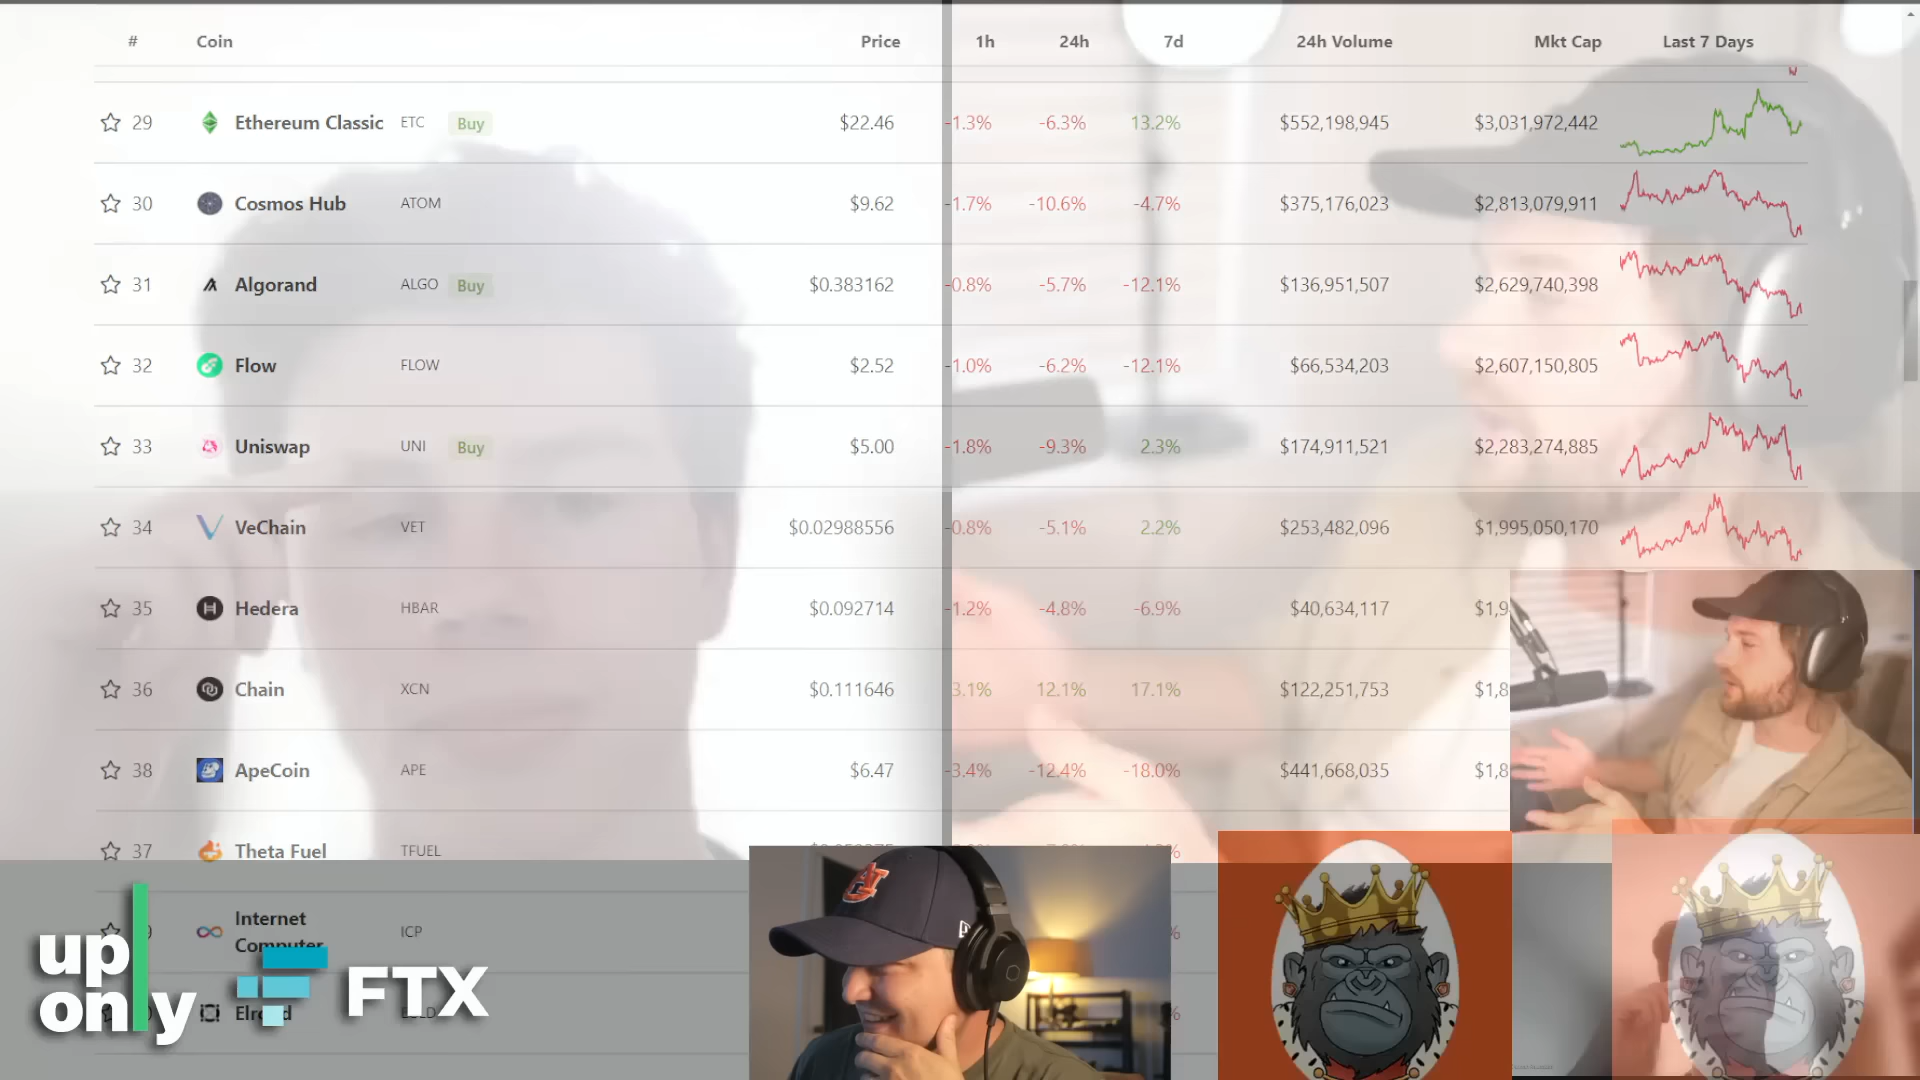 # Coin Price 1h 24h 7d 24h Volume Mkt Cap Last 7 Days
29 Ethereum Classic ETC Buy $22.46 -1.3% -6.3% 13.2% $552,198,945 $3,031,972,442
30 Cosmos Hub ATOM $9.62 -1.7% -10.6% -4.7% $375,176,023 $2,813,079,911
31 Algorand ALGO Buy $0.383162 -0.8% -5.7% -12.1% $136,951,507 $2,629,740,398
32 Flow FLOW $2.52 -1.0% -6.2% -12.1% $66,534,203 $2,607,150,805
33 Uniswap UNI Buy $5.00 -1.8% -9.3% 2.3% $174,911,521 $2,283,274,885
34 VeChain VET $0.02988556 -0.8% -5.1% 2.2% $253,482,096 $1,995,050,170
35 Hedera HBAR $0.092714 -1.2% -4.8% -6.9% $40,634,117 $1,9
36 Chain XCN $0.111646 3.1% 12.1% 17.1% $122,251,753 $1,8
38 ApeCoin APE $6.47 -3.4% -12.4% -18.0% $441,668,035 $1,8
37 Theta Fuel TFUEL
Internet
Computer ICP
up
only
FTX